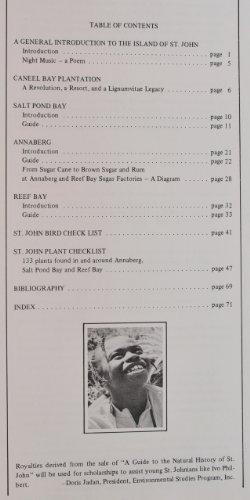 TABLE OF CONTENTS
A GENERAL INTRODUCTION TO THE ISLAND OF ST. JOHN
Introduction . . . . . . . . . . . . . . . . . . . . page 1
Night Music – a Poem . . . . . . . . . . . . . . . . page 5
CANEEL BAY PLANTATION
A Revolution, a Resort, and a Lignumvitae Legacy . . . . page 6
SALT POND BAY
Introduction . . . . . . . . . . . . . . . . . . . . page 10
Guide . . . . . . . . . . . . . . . . . . . . . . . page 11
ANNABERG
Introduction . . . . . . . . . . . . . . . . . . . . page 21
Guide . . . . . . . . . . . . . . . . . . . . . . . page 22
From Sugar Cane to Brown Sugar and Rum
at Annaberg and Reef Bay Sugar Factories – A Diagram . . . . page 28
REEF BAY
Introduction . . . . . . . . . . . . . . . . . . . . page 32
Guide . . . . . . . . . . . . . . . . . . . . . . . page 33
ST. JOHN BIRD CHECK LIST . . . . . . . . . . . . . . page 41
ST. JOHN PLANT CHECKLIST
133 plants found in and around Annaberg,
Salt Pond Bay and Reef Bay . . . . . . . . . . . . . page 47
BIBLIOGRAPHY . . . . . . . . . . . . . . . . . . . . page 69
INDEX . . . . . . . . . . . . . . . . . . . . . . . page 71
Royalties derived from the sale of "A Guide to the Natural History of St.
John" will be used for scholarships to assist young St. Johnians like Ivo Phil-
bert. –Doris Jadan, President, Environmental Studies Program, Inc.